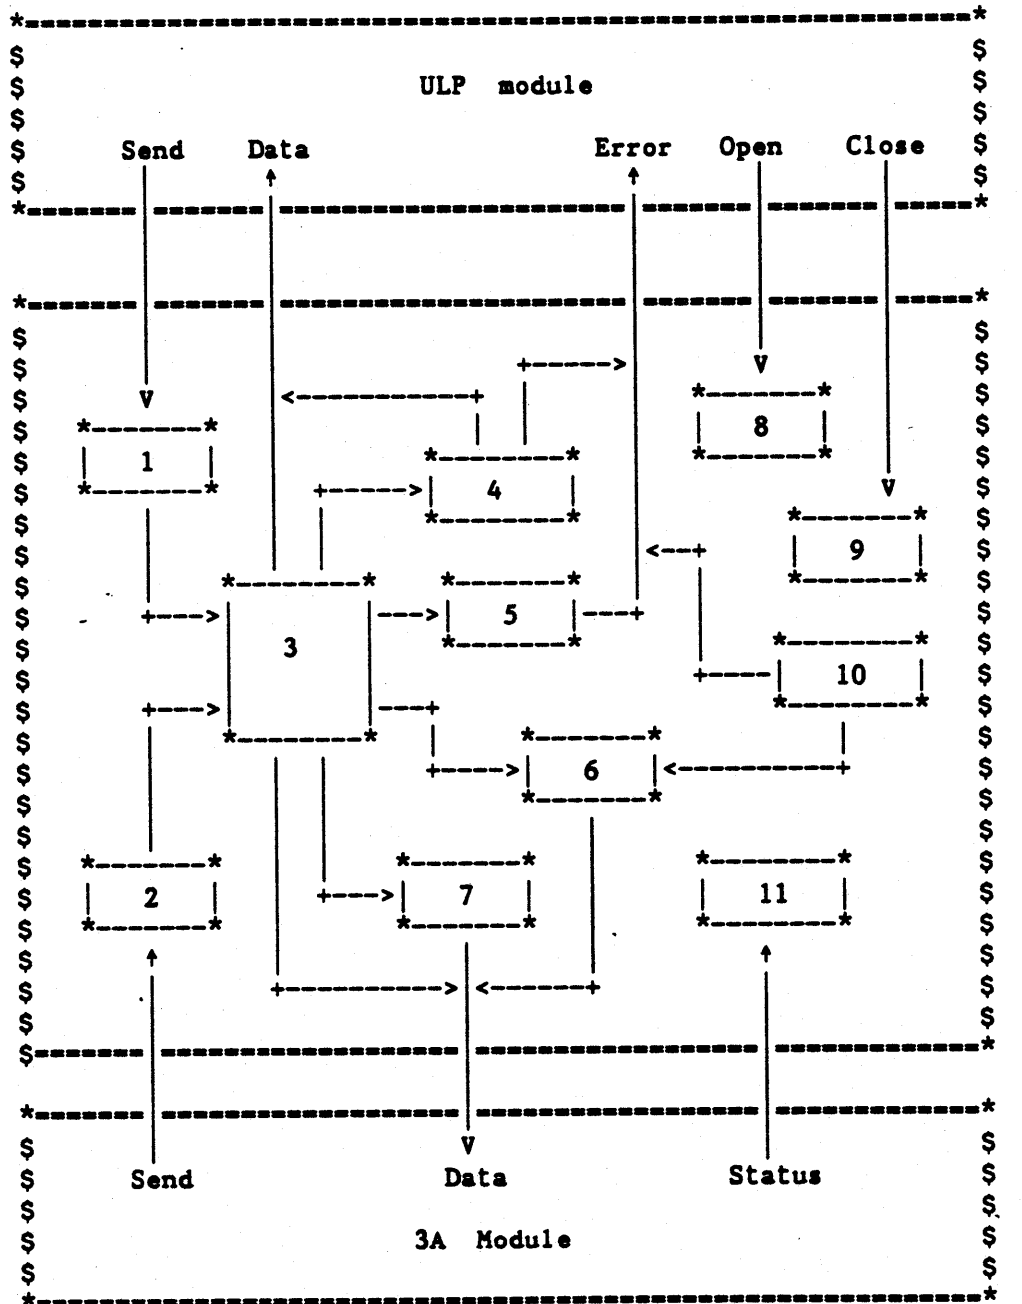 ULP module
Send Data Error Open Close
8
1
4
9
5
3
10
6
7
11
2
Send Data Status
3A Module